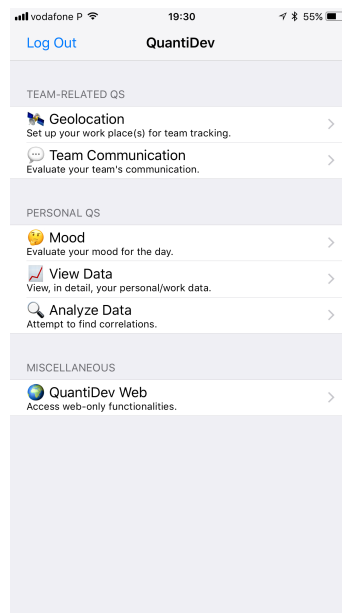 vodafone P 19:30 55%
Log Out QuantiDev
TEAM-RELATED QS
Geolocation
Set up your work place(s) for team tracking.
Team Communication
Evaluate your team's communication.
PERSONAL QS
Mood
Evaluate your mood for the day.
View Data
View, in detail, your personal/work data.
Analyze Data
Attempt to find correlations.
MISCELLANEOUS
QuantiDev Web
Access web-only functionalities.